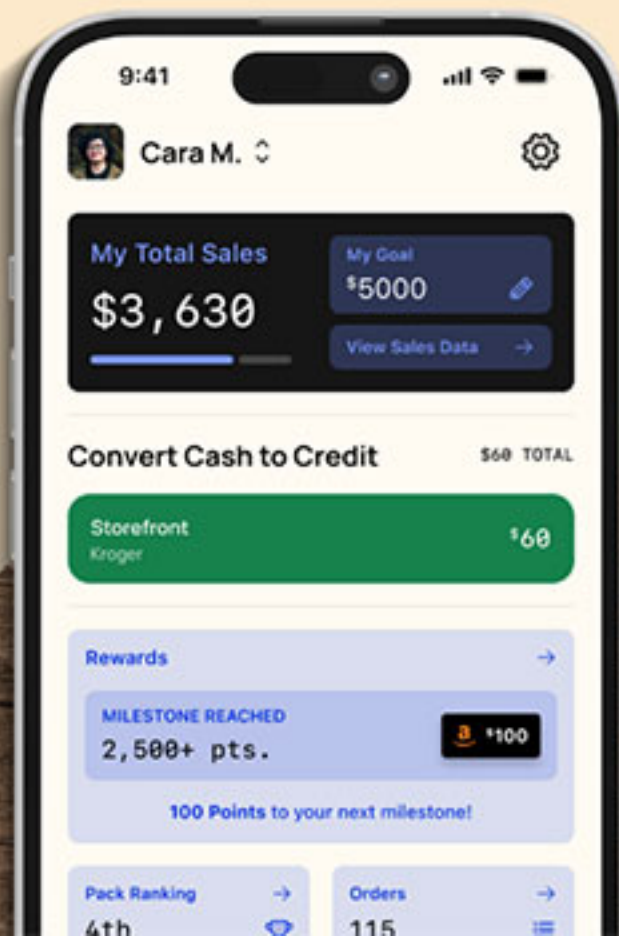 9:41
Cara M.
My Total Sales
$3,630
My Goal
$5000
View Sales Data
Convert Cash to Credit
$60 TOTAL
Storefront
Kroger
$60
Rewards
MILESTONE REACHED
2,500+ pts.
a $100
100 Points to your next milestone!
Pack Ranking
4th
Orders
115